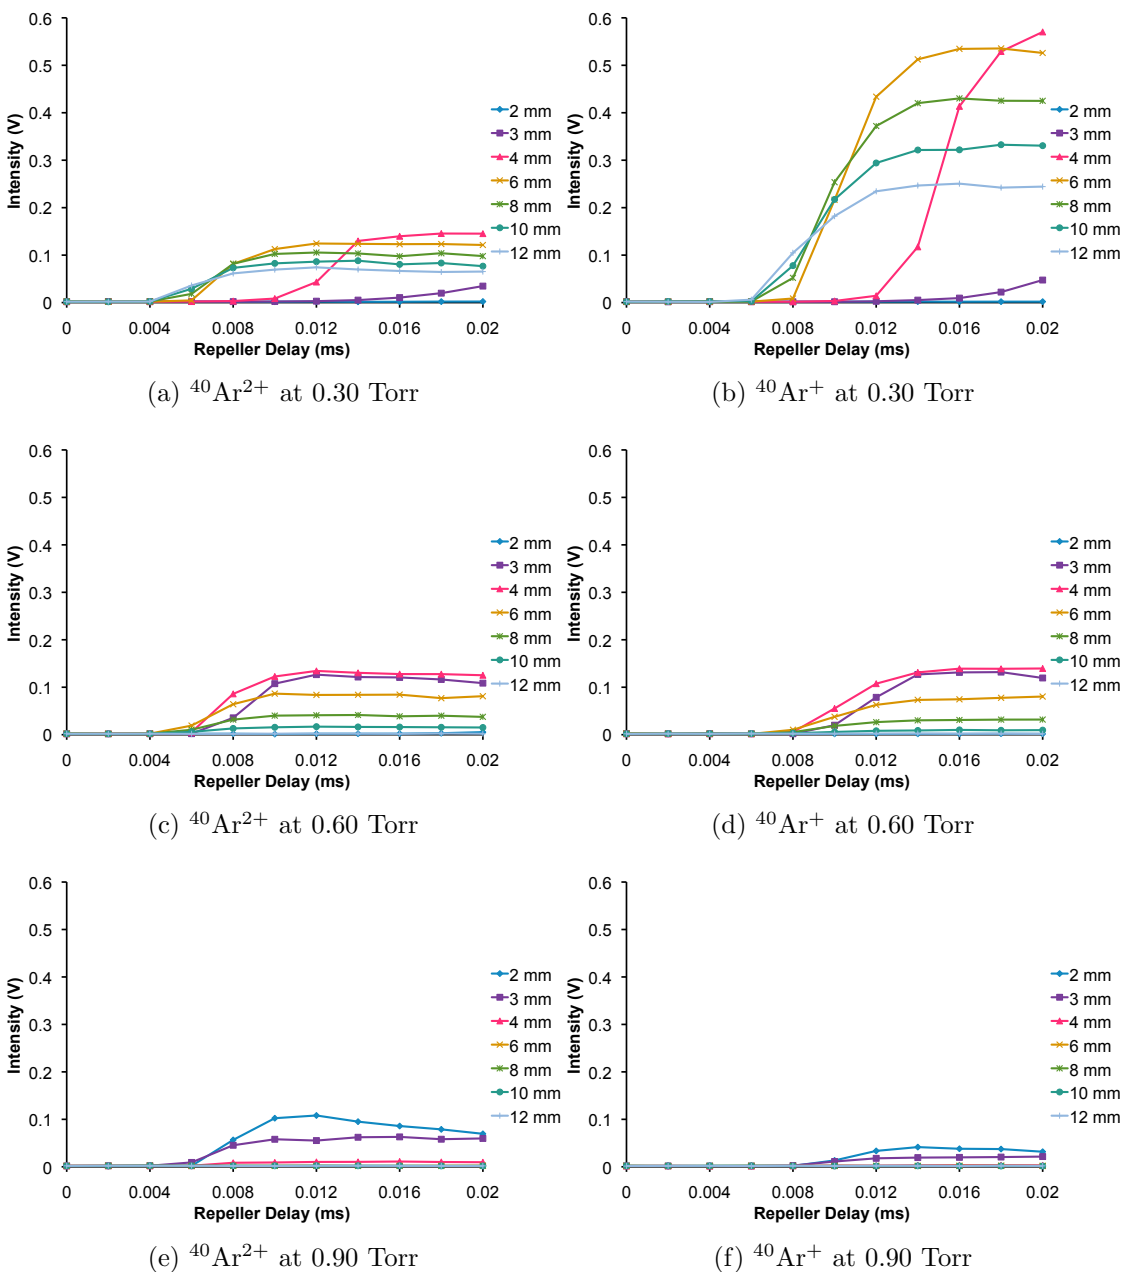 0.6
0.5
0.4
0.3
0.2
0.1
0
Intensity (V)
0 0.004 0.008 0.012 0.016 0.02
Repeller Delay (ms)
2 mm
3 mm
4 mm
6 mm
8 mm
10 mm
12 mm
(a) ⁴⁰Ar²⁺ at 0.30 Torr
0.6
0.5
0.4
0.3
0.2
0.1
0
Intensity (V)
0 0.004 0.008 0.012 0.016 0.02
Repeller Delay (ms)
2 mm
3 mm
4 mm
6 mm
8 mm
10 mm
12 mm
(b) ⁴⁰Ar⁺ at 0.30 Torr
0.6
0.5
0.4
0.3
0.2
0.1
0
Intensity (V)
0 0.004 0.008 0.012 0.016 0.02
Repeller Delay (ms)
2 mm
3 mm
4 mm
6 mm
8 mm
10 mm
12 mm
(c) ⁴⁰Ar²⁺ at 0.60 Torr
0.6
0.5
0.4
0.3
0.2
0.1
0
Intensity (V)
0 0.004 0.008 0.012 0.016 0.02
Repeller Delay (ms)
2 mm
3 mm
4 mm
6 mm
8 mm
10 mm
12 mm
(d) ⁴⁰Ar⁺ at 0.60 Torr
0.6
0.5
0.4
0.3
0.2
0.1
0
Intensity (V)
0 0.004 0.008 0.012 0.016 0.02
Repeller Delay (ms)
2 mm
3 mm
4 mm
6 mm
8 mm
10 mm
12 mm
(e) ⁴⁰Ar²⁺ at 0.90 Torr
0.6
0.5
0.4
0.3
0.2
0.1
0
Intensity (V)
0 0.004 0.008 0.012 0.016 0.02
Repeller Delay (ms)
2 mm
3 mm
4 mm
6 mm
8 mm
10 mm
12 mm
(f) ⁴⁰Ar⁺ at 0.90 Torr